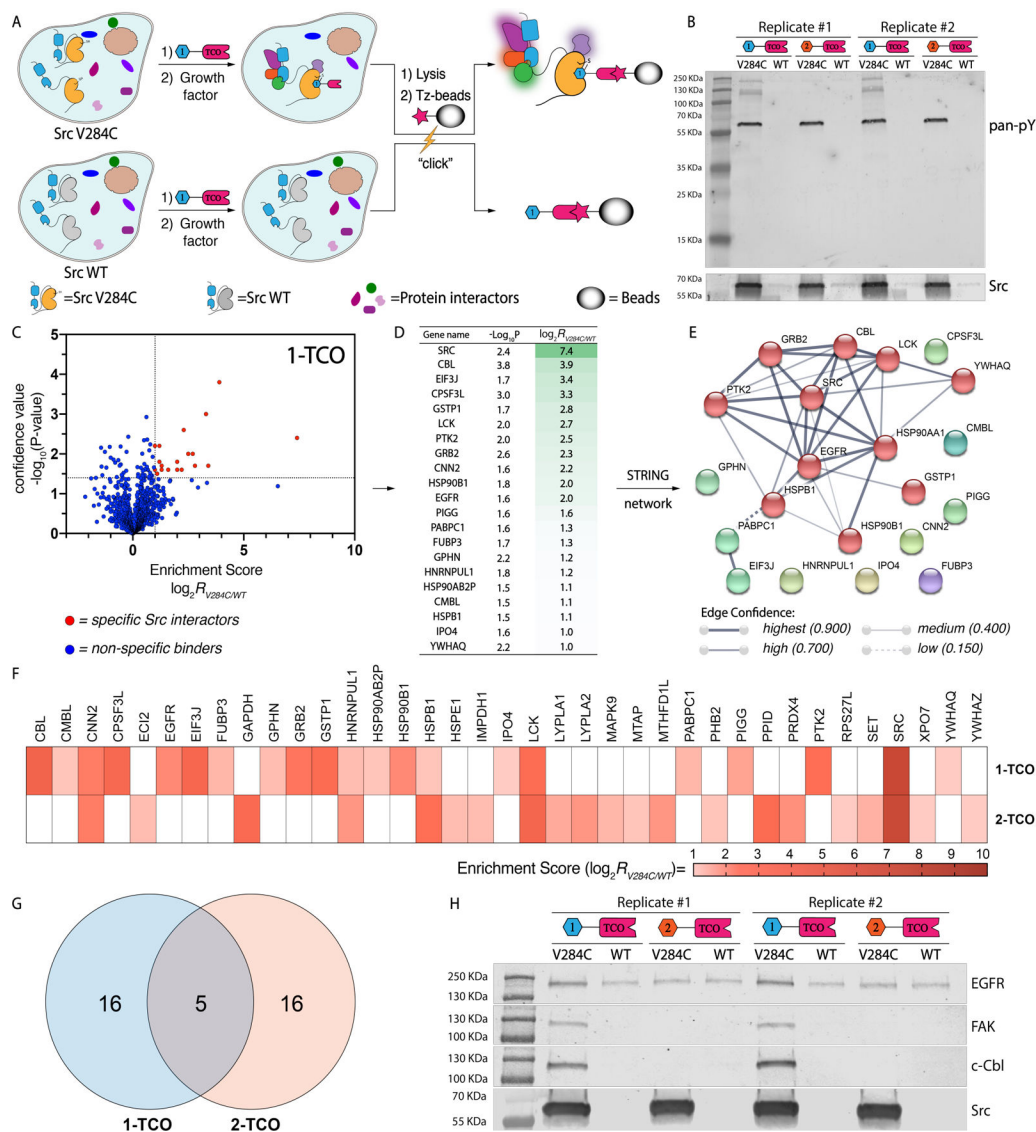 A
1)
1
TCO
2) Growth
factor
Src V284C
1) Lysis
2) Tz-beads
“click”
1
1)
1
TCO
2) Growth
factor
Src WT
1
=Src V284C
=Src WT
=Protein interactors
= Beads
B
Replicate #1
Replicate #2
1
TCO
2
TCO
1
TCO
2
TCO
V284C WT V284C WT V284C WT V284C WT
250 KDa
130 KDa
100 KDa
70 KDa
55 KDa
35 KDa
25 KDa
15 KDa
pan-pY
70 KDa
55 KDa
Src
C
1-TCO
confidence value
-log10(P-value)
5
4
3
2
1
0
0
5
10
Enrichment Score
log2RV284C/WT
= specific Src interactors
= non-specific binders
D
Gene name -Log10P log2RV284C/WT
SRC 2.4 7.4
CBL 3.8 3.9
EIF3J 1.7 3.4
CPSF3L 3.0 3.3
GSTP1 1.7 2.8
LCK 2.0 2.7
PTK2 2.0 2.5
GRB2 2.6 2.3
CNN2 1.6 2.2
HSP90B1 1.8 2.0
EGFR 1.6 2.0
PIGG 1.6 1.6
PABPC1 1.6 1.3
FUBP3 1.7 1.3
GPHN 2.2 1.2
HNRNPUL1 1.8 1.2
HSP90AB2P 1.5 1.1
CMBL 1.5 1.1
HSPB1 1.5 1.1
IPO4 1.6 1.0
YWHAQ 2.2 1.0
STRING
network
E
GRB2
CBL
LCK
CPSF3L
YWHAQ
PTK2
SRC
HSP90AA1
CMBL
EGFR
GPHN
HSPB1
GSTP1
PIGG
PABPC1
HSP90B1
CNN2
EIF3J
HNRNPUL1
IPO4
FUBP3
Edge Confidence:
highest (0.900)
medium (0.400)
high (0.700)
low (0.150)
F
CBL
CMBL
CNN2
CPSF3L
ECI2
EGFR
EIF3J
FUBP3
GAPDH
GPHN
GRB2
GSTP1
HNRNPUL1
HSP90AB2P
HSP90B1
HSPB1
HSPE1
IMPDH1
IPO4
LCK
LYPLA1
LYPLA2
MAPK9
MTAP
MTHFD1L
PABPC1
PHB2
PIGG
PPID
PRDX4
PTK2
RPS27L
SET
SRC
XPO7
YWHAQ
YWHAZ
1-TCO
2-TCO
Enrichment Score (log2RV284C/WT)=
1 2 3 4 5 6 7 8 9 10
G
16
5
16
1-TCO
2-TCO
H
Replicate #1
Replicate #2
1
TCO
2
TCO
1
TCO
2
TCO
V284C WT V284C WT V284C WT V284C WT
250 KDa
130 KDa
EGFR
130 KDa
100 KDa
FAK
130 KDa
100 KDa
c-Cbl
70 KDa
55 KDa
Src